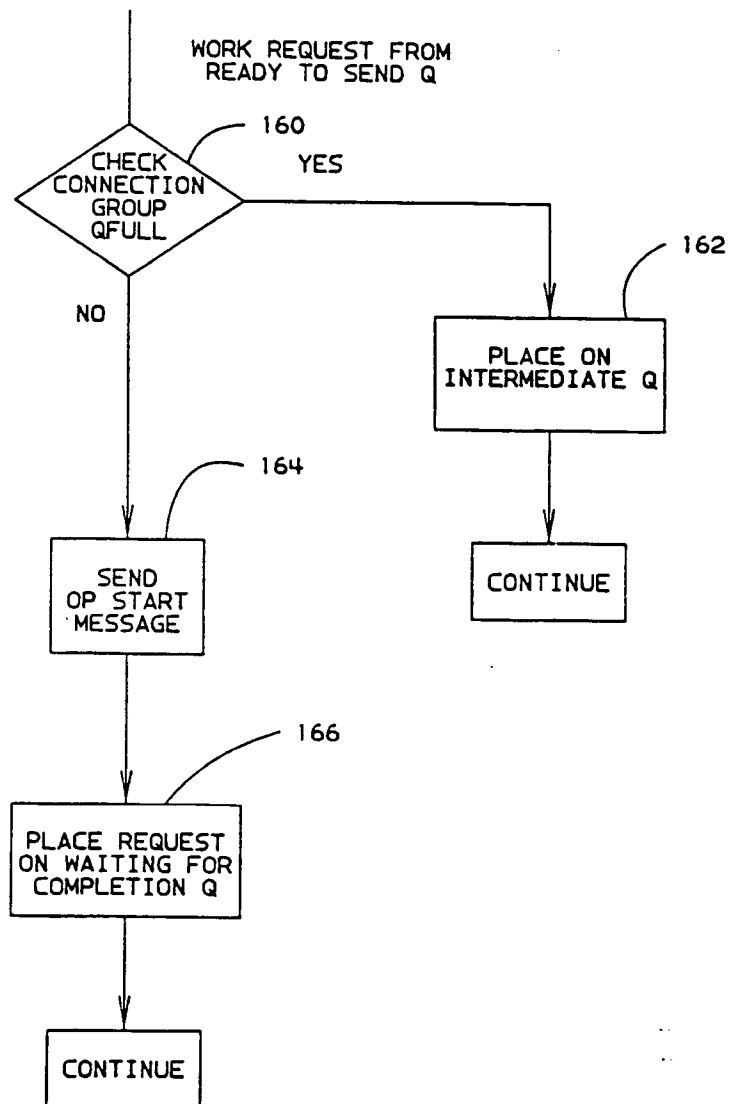 WORK REQUEST FROM
READY TO SEND Q
160
CHECK
CONNECTION
GROUP
QFULL
YES
162
NO
PLACE ON
INTERMEDIATE Q
164
SEND
OP START
MESSAGE
CONTINUE
166
PLACE REQUEST
ON WAITING FOR
COMPLETION Q
CONTINUE